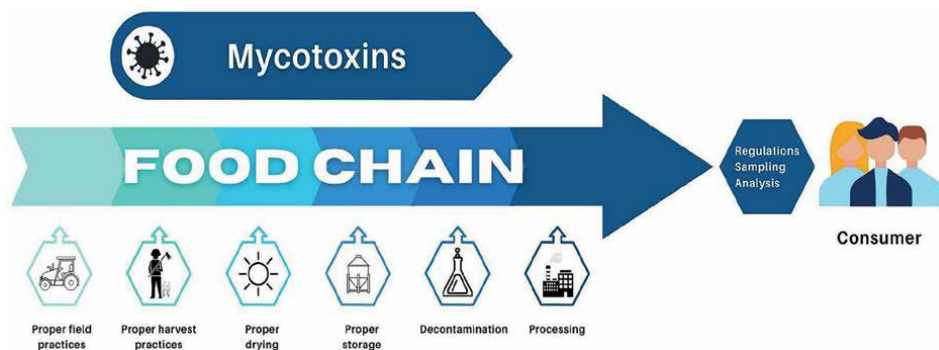 Mycotoxins
FOOD CHAIN
Regulations
Sampling
Analysis
Consumer
Proper field
practices
Proper harvest
practices
Proper
drying
Proper
storage
Decontamination
Processing